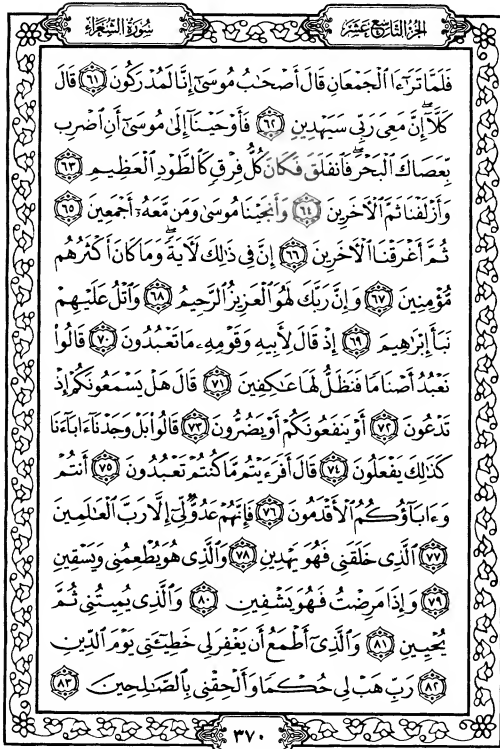 الجزء التاسع عشر
سورة الشعراء
فَلَمَّا تَرَٰٓءَا ٱلۡجَمۡعَانِ قَالَ أَصۡحَٰبُ مُوسَىٰٓ إِنَّا لَمُدۡرَكُونَ ٦١ قَالَ
كَلَّآۖ إِنَّ مَعِيَ رَبِّي سَيَهۡدِينِ ٦٢ فَأَوۡحَيۡنَآ إِلَىٰ مُوسَىٰٓ أَنِ ٱضۡرِب
بِّعَصَاكَ ٱلۡبَحۡرَۖ فَٱنفَلَقَ فَكَانَ كُلُّ فِرۡقٖ كَٱلطَّوۡدِ ٱلۡعَظِيمِ ٦٣
وَأَزۡلَفۡنَا ثَمَّ ٱلۡأٓخَرِينَ ٦٤ وَأَنجَيۡنَا مُوسَىٰ وَمَن مَّعَهُۥٓ أَجۡمَعِينَ ٦٥
ثُمَّ أَغۡرَقۡنَا ٱلۡأٓخَرِينَ ٦٦ إِنَّ فِي ذَٰلِكَ لَأٓيَةٗۖ وَمَا كَانَ أَكۡثَرُهُم
مُّؤۡمِنِينَ ٦٧ وَإِنَّ رَبَّكَ لَهُوَ ٱلۡعَزِيزُ ٱلرَّحِيمُ ٦٨ وَٱتۡلُ عَلَيۡهِمۡ
نَبَأَ إِبۡرَٰهِيمَ ٦٩ إِذۡ قَالَ لِأَبِيهِ وَقَوۡمِهِۦ مَا تَعۡبُدُونَ ٧٠ قَالُواْ
نَعۡبُدُ أَصۡنَامٗا فَنَظَلُّ لَهَا عَٰكِفِينَ ٧١ قَالَ هَلۡ يَسۡمَعُونَكُمۡ إِذۡ
تَدۡعُونَ ٧٢ أَوۡ يَنفَعُونَكُمۡ أَوۡ يَضُرُّونَ ٧٣ قَالُواْ بَلۡ وَجَدۡنَآ ءَابَآءَنَا
كَذَٰلِكَ يَفۡعَلُونَ ٧٤ قَالَ أَفَرَءَيۡتُم مَّا كُنتُمۡ تَعۡبُدُونَ ٧٥ أَنتُمۡ
وَءَابَآؤُكُمُ ٱلۡأَقۡدَمُونَ ٧٦ فَإِنَّهُمۡ عَدُوّٞ لِّيٓ إِلَّا رَبَّ ٱلۡعَٰلَمِينَ
٧٧ ٱلَّذِي خَلَقَنِي فَهُوَ يَهۡدِينِ ٧٨ وَٱلَّذِي هُوَ يُطۡعِمُنِي وَيَسۡقِينِ
٧٩ وَإِذَا مَرِضۡتُ فَهُوَ يَشۡفِينِ ٨٠ وَٱلَّذِي يُمِيتُنِي ثُمَّ
يُحۡيِينِ ٨١ وَٱلَّذِيٓ أَطۡمَعُ أَن يَغۡفِرَ لِي خَطِيٓـَٔتِي يَوۡمَ ٱلدِّينِ
٨٢ رَبِّ هَبۡ لِي حُكۡمٗا وَأَلۡحِقۡنِي بِٱلصَّٰلِحِينَ ٨٣
٣٧٠